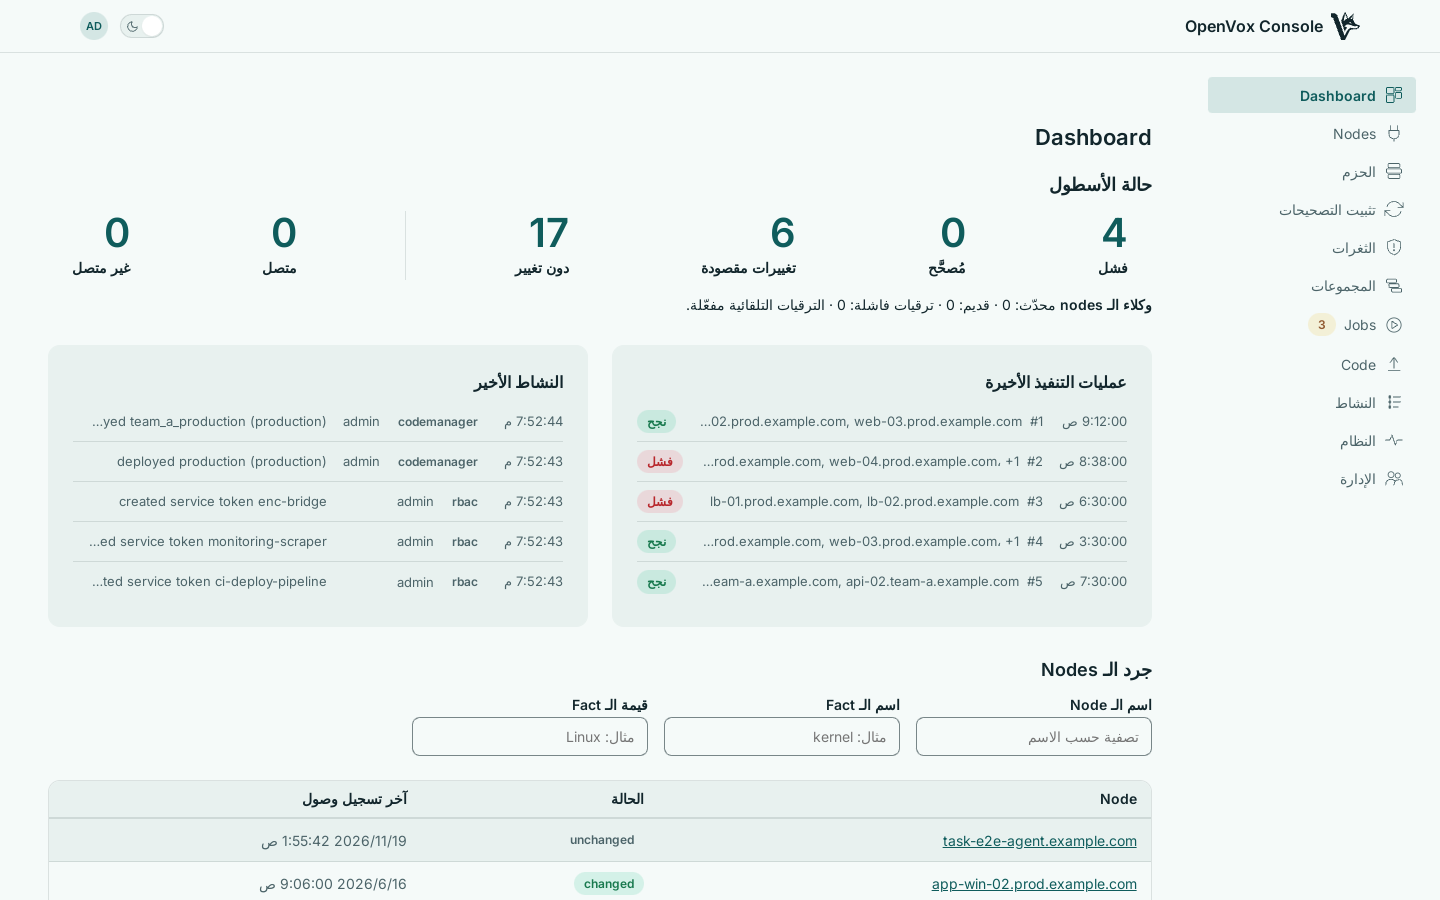 OpenVox Console
AD
Dashboard
Nodes
الحزم
تثبيت التصحيحات
الثغرات
المجموعات
Jobs 3
Code
النشاط
النظام
الإدارة
Dashboard
حالة الأسطول
4 0 6 17 0 0
فشل مُصحَّح تغييرات مقصودة دون تغيير متصل غير متصل
وكلاء الـ nodes محدّث: 0 · قديم: 0 · ترقيات فاشلة: 0 · الترقيات التلقائية مفعّلة.
عمليات التنفيذ الأخيرة
9:12:00 ص #1 …02.prod.example.com, web-03.prod.example.com نجح
8:38:00 ص #2 …rod.example.com, web-04.prod.example.com، +1 فشل
6:30:00 ص #3 lb-01.prod.example.com, lb-02.prod.example.com فشل
3:30:00 ص #4 …rod.example.com, web-03.prod.example.com، +1 نجح
7:30:00 ص #5 …eam-a.example.com, api-02.team-a.example.com نجح
النشاط الأخير
7:52:44 م codemanager admin …yed team_a_production (production)
7:52:43 م codemanager admin deployed production (production)
7:52:43 م rbac admin created service token enc-bridge
7:52:43 م rbac admin …ed service token monitoring-scraper
7:52:43 م rbac admin …ted service token ci-deploy-pipeline
جرد الـ Nodes
اسم الـ Node اسم الـ Fact قيمة الـ Fact
تصفية حسب الاسم مثال: kernel مثال: Linux
Node الحالة آخر تسجيل وصول
task-e2e-agent.example.com unchanged 2026/11/19 1:55:42 ص
app-win-02.prod.example.com changed 2026/6/16 9:06:00 ص